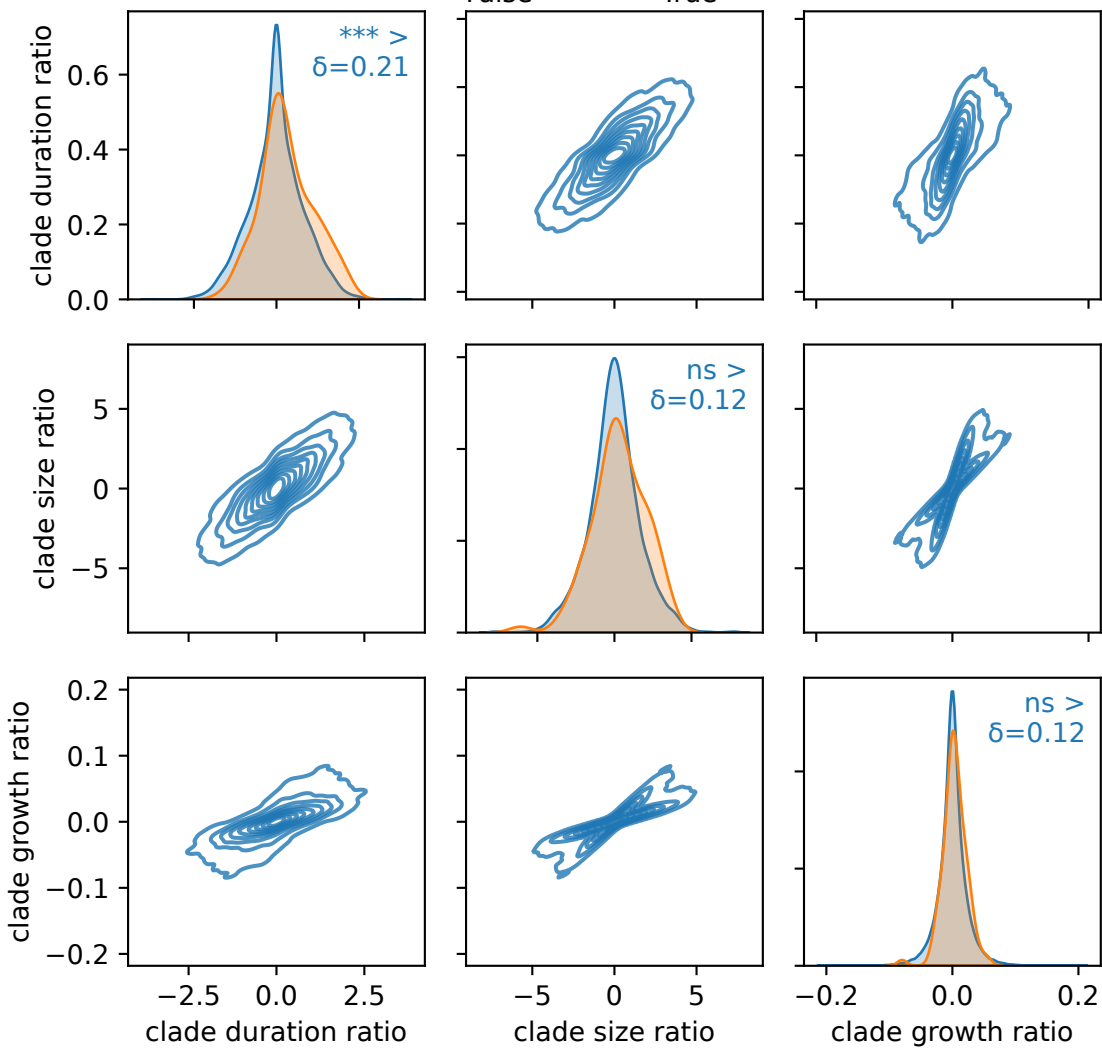 clade duration ratio
0.6
0.4
0.2
0.0
*** >
δ=0.21
clade size ratio
5
0
−5
ns >
δ=0.12
clade growth ratio
0.2
0.1
0.0
−0.1
−0.2
ns >
δ=0.12
−2.5 0.0 2.5
−5 0 5
−0.2 0.0 0.2
clade duration ratio
clade size ratio
clade growth ratio